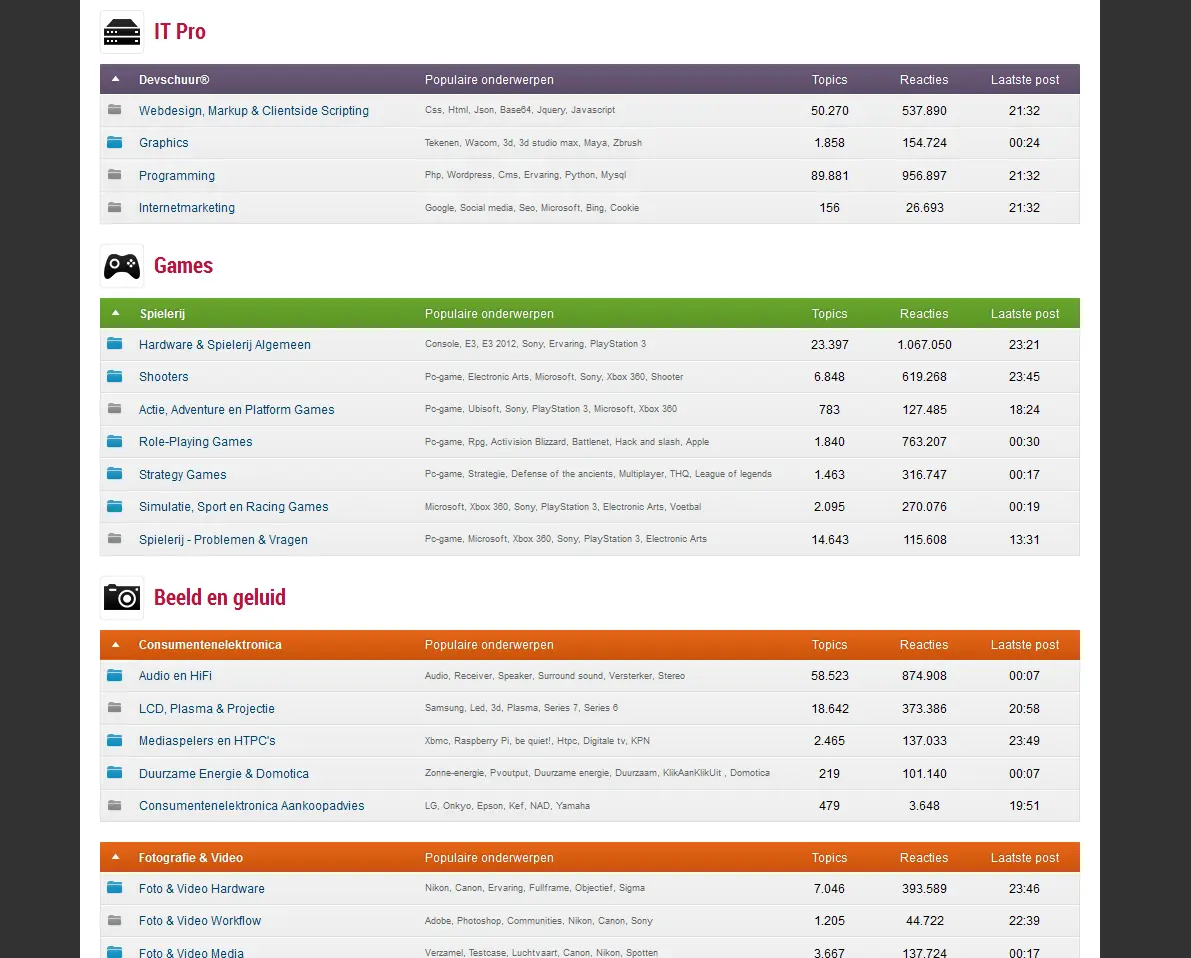 IT Pro
Devschuur® Populaire onderwerpen Topics Reacties Laatste post
Webdesign, Markup & Clientside Scripting Css, Html, Json, Base64, Jquery, Javascript 50.270 537.890 21:32
Graphics Tekenen, Wacom, 3d, 3d studio max, Maya, Zbrush 1.858 154.724 00:24
Programming Php, Wordpress, Cms, Ervaring, Python, Mysql 89.881 956.897 21:32
Internetmarketing Google, Social media, Seo, Microsoft, Bing, Cookie 156 26.693 21:32
Games
Spielerij Populaire onderwerpen Topics Reacties Laatste post
Hardware & Spielerij Algemeen Console, E3, E3 2012, Sony, Ervaring, PlayStation 3 23.397 1.067.050 23:21
Shooters Pc-game, Electronic Arts, Microsoft, Sony, Xbox 360, Shooter 6.848 619.268 23:45
Actie, Adventure en Platform Games Pc-game, Ubisoft, Sony, PlayStation 3, Microsoft, Xbox 360 783 127.485 18:24
Role-Playing Games Pc-game, Rpg, Activision Blizzard, Battlenet, Hack and slash, Apple 1.840 763.207 00:30
Strategy Games Pc-game, Strategie, Defense of the ancients, Multiplayer, THQ, League of legends 1.463 316.747 00:17
Simulatie, Sport en Racing Games Microsoft, Xbox 360, Sony, PlayStation 3, Electronic Arts, Voetbal 2.095 270.076 00:19
Spielerij - Problemen & Vragen Pc-game, Microsoft, Xbox 360, Sony, PlayStation 3, Electronic Arts 14.643 115.608 13:31
Beeld en geluid
Consumentenelektronica Populaire onderwerpen Topics Reacties Laatste post
Audio en HiFi Audio, Receiver, Speaker, Surround sound, Versterker, Stereo 58.523 874.908 00:07
LCD, Plasma & Projectie Samsung, Led, 3d, Plasma, Series 7, Series 6 18.642 373.386 20:58
Mediaspelers en HTPC's Xbmc, Raspberry Pi, be quiet!, Htpc, Digitale tv, KPN 2.465 137.033 23:49
Duurzame Energie & Domotica Zonne-energie, Pvoutput, Duurzame energie, Duurzaam, KlikAanKlikUit , Domotica 219 101.140 00:07
Consumentenelektronica Aankoopadvies LG, Onkyo, Epson, Kef, NAD, Yamaha 479 3.648 19:51
Fotografie & Video Populaire onderwerpen Topics Reacties Laatste post
Foto & Video Hardware Nikon, Canon, Ervaring, Fullframe, Objectief, Sigma 7.046 393.589 23:46
Foto & Video Workflow Adobe, Photoshop, Communities, Nikon, Canon, Sony 1.205 44.722 22:39
Foto & Video Media Verzamel, Testcase, Luchtvaart, Canon, Nikon, Spotten 3.667 137.724 00:17